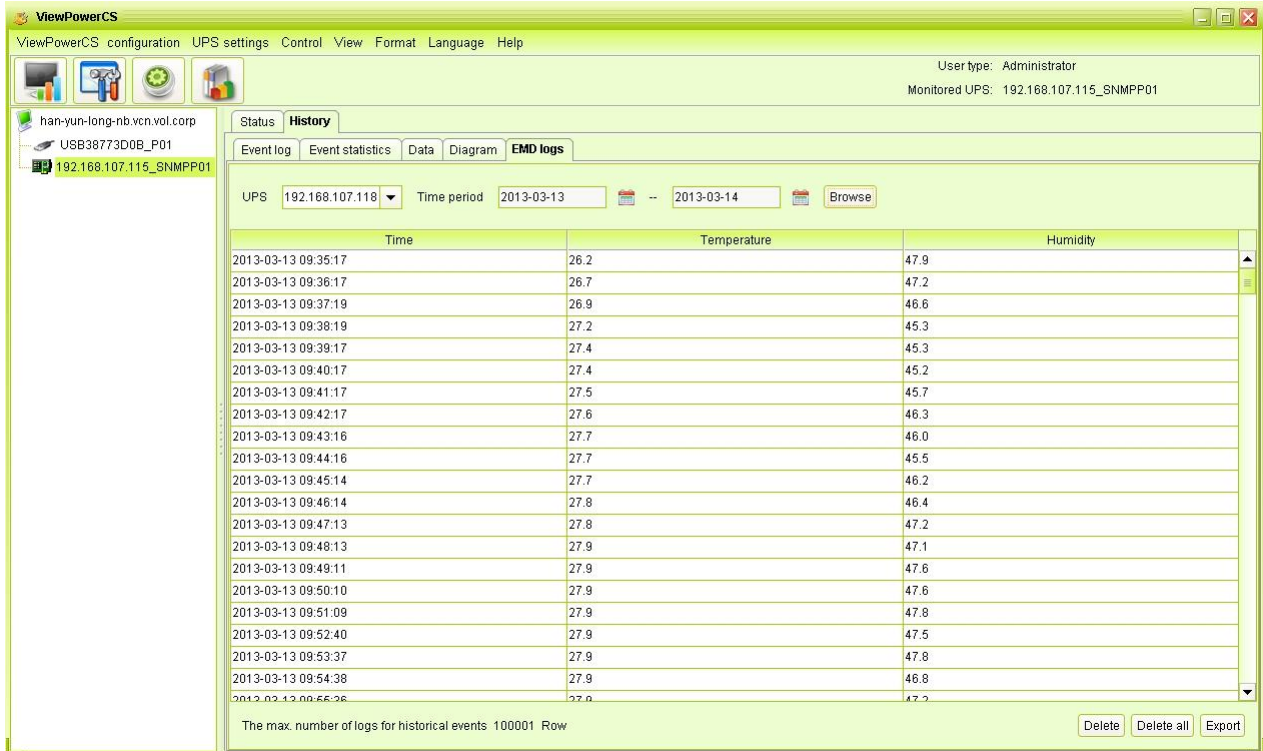 ViewPowerCS
ViewPowerCS configuration UPS settings Control View Format Language Help
User type: Administrator
Monitored UPS: 192.168.107.115_SNMPP01
han-yun-long-nb.vcn.vol.corp
USB38773D0B_P01
192.168.107.115_SNMPP01
Status History
Event log Event statistics Data Diagram EMD logs
UPS 192.168.107.118 Time period 2013-03-13 -- 2013-03-14 Browse
Time Temperature Humidity
2013-03-13 09:35:17 26.2 47.9
2013-03-13 09:36:17 26.7 47.2
2013-03-13 09:37:19 26.9 46.6
2013-03-13 09:38:19 27.2 45.3
2013-03-13 09:39:17 27.4 45.3
2013-03-13 09:40:17 27.4 45.2
2013-03-13 09:41:17 27.5 45.7
2013-03-13 09:42:17 27.6 46.3
2013-03-13 09:43:16 27.7 46.0
2013-03-13 09:44:16 27.7 45.5
2013-03-13 09:45:14 27.7 46.2
2013-03-13 09:46:14 27.8 46.4
2013-03-13 09:47:13 27.8 47.2
2013-03-13 09:48:13 27.9 47.1
2013-03-13 09:49:11 27.9 47.6
2013-03-13 09:50:10 27.9 47.6
2013-03-13 09:51:09 27.9 47.8
2013-03-13 09:52:40 27.9 47.5
2013-03-13 09:53:37 27.9 47.8
2013-03-13 09:54:38 27.9 46.8
The max. number of logs for historical events 100001 Row
Delete Delete all Export